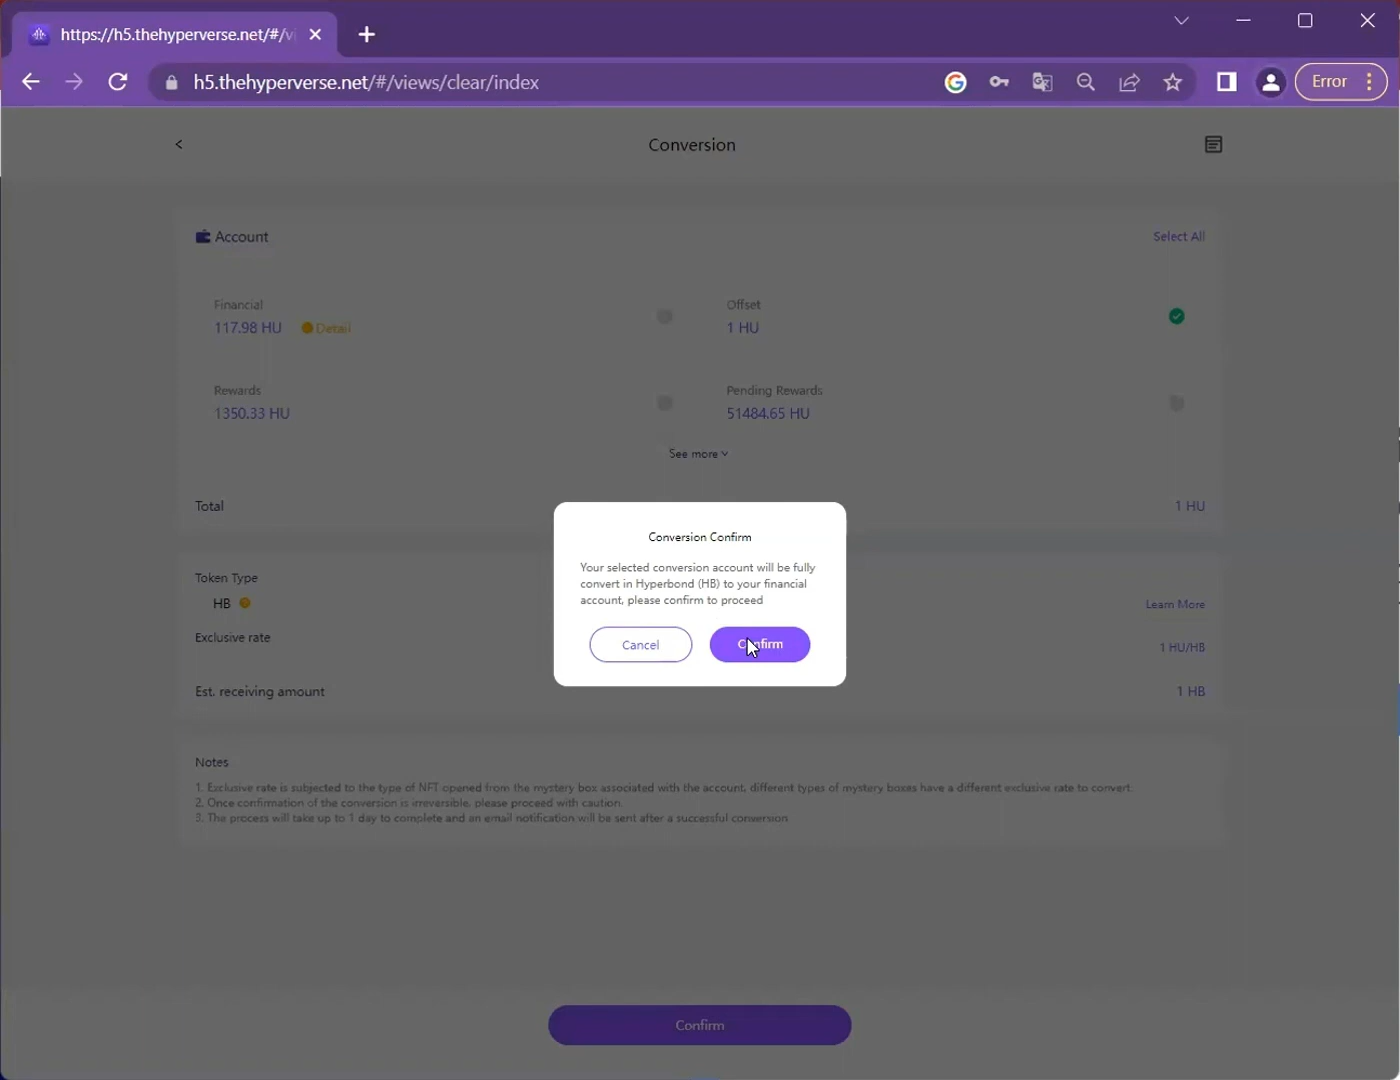 https://h5.thehyperverse.net/#/vi
h5.thehyperverse.net/#/views/clear/index
Error
Conversion
Account
Select All
Financial
117.98 HU
Detail
Offset
1 HU
Rewards
1350.33 HU
Pending Rewards
51484.65 HU
See more
Total
1 HU
Conversion Confirm
Your selected conversion account will be fully
convert in Hyperbond (HB) to your financial
account, please confirm to proceed
Cancel
Confirm
Token Type
HB
Learn More
Exclusive rate
1 HU/HB
Est. receiving amount
1 HB
Notes
1. Exclusive rate is subjected to the type of NFT opened from the mystery box associated with the account, different types of mystery boxes have a different exclusive rate to convert.
2. Once confirmation of the conversion is irreversible, please proceed with caution.
3. The process will take up to 1 day to complete and an email notification will be sent after a successful conversion
Confirm